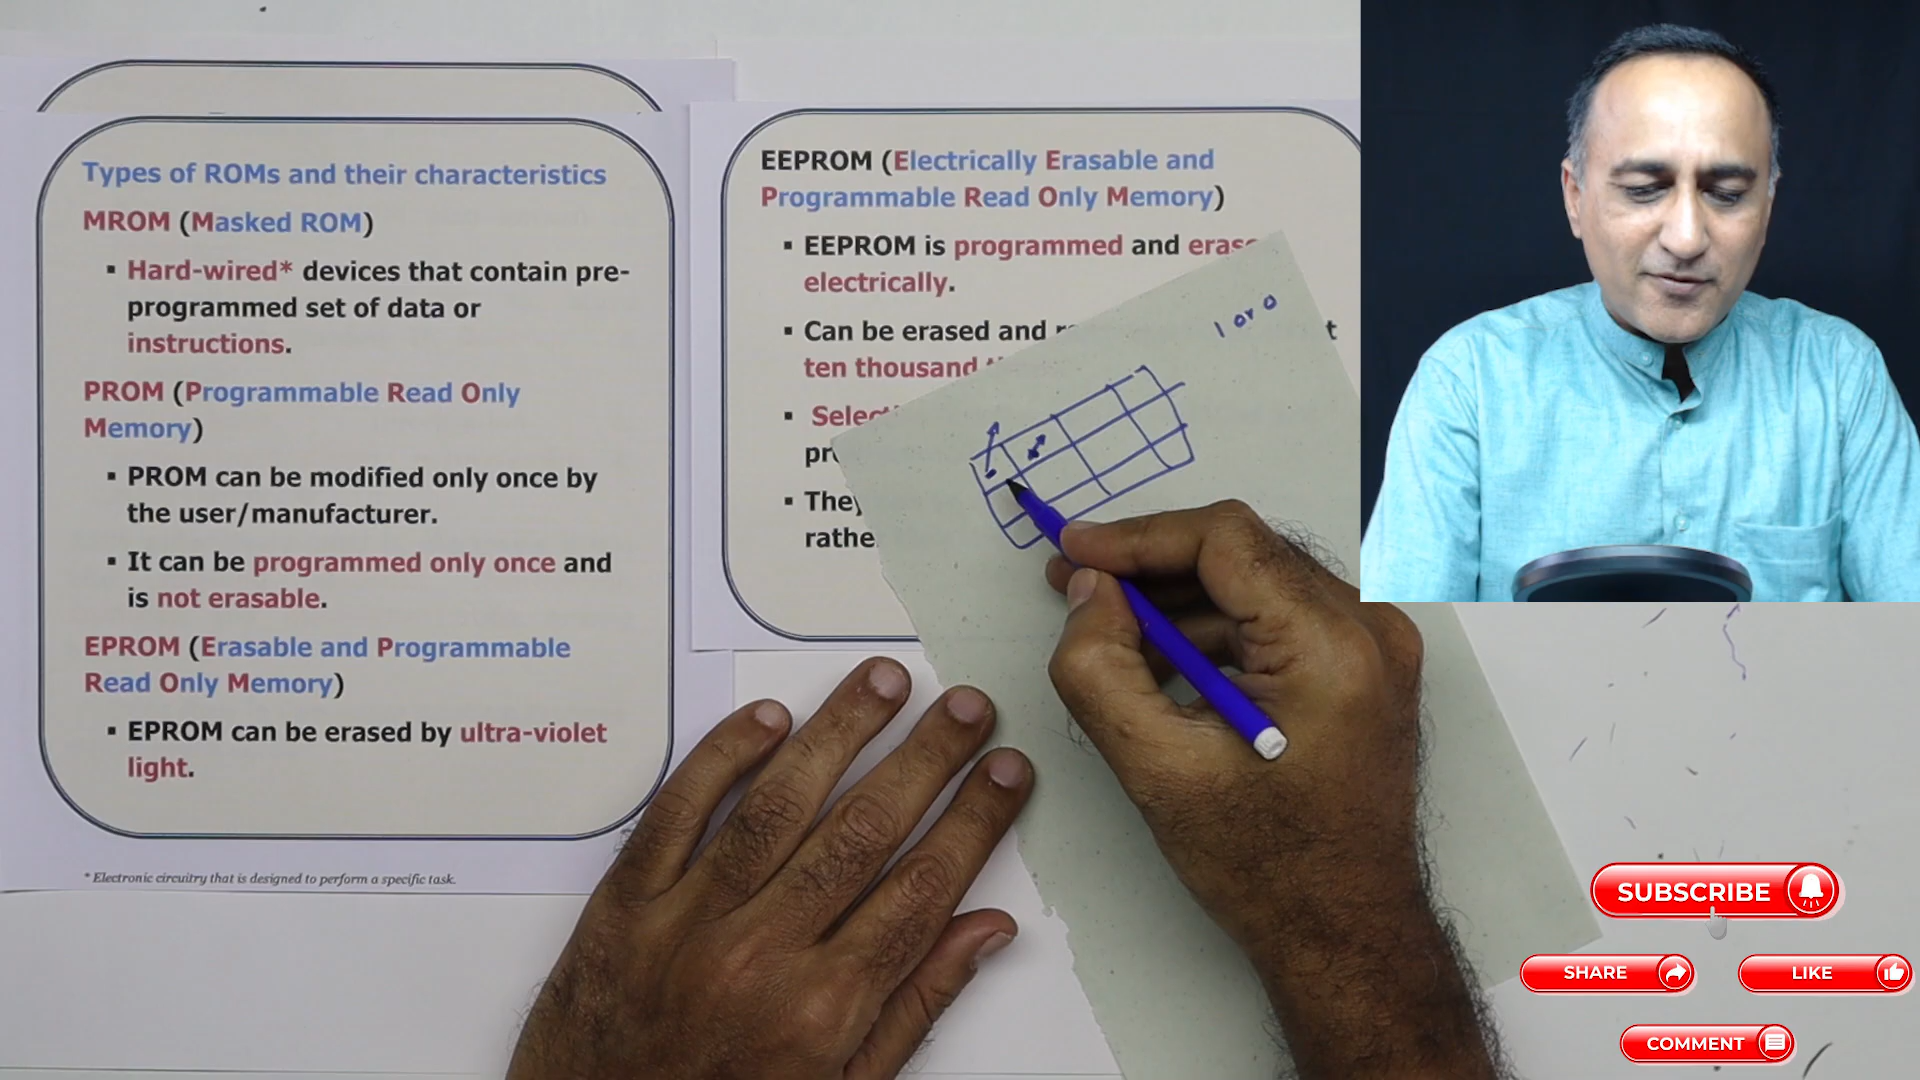 Types of ROMs and their characteristics
MROM (Masked ROM)
▪ Hard-wired* devices that contain pre-
programmed set of data or
instructions.
PROM (Programmable Read Only
Memory)
▪ PROM can be modified only once by
the user/manufacturer.
▪ It can be programmed only once and
is not erasable.
EPROM (Erasable and Programmable
Read Only Memory)
▪ EPROM can be erased by ultra-violet
light.
* Electronic circuitry that is designed to perform a specific task.
EEPROM (Electrically Erasable and
Programmable Read Only Memory)
▪ EEPROM is programmed and
electrically.
▪ Can be erased and
ten thousand
▪
▪
1 or 0
SUBSCRIBE
SHARE
LIKE
COMMENT